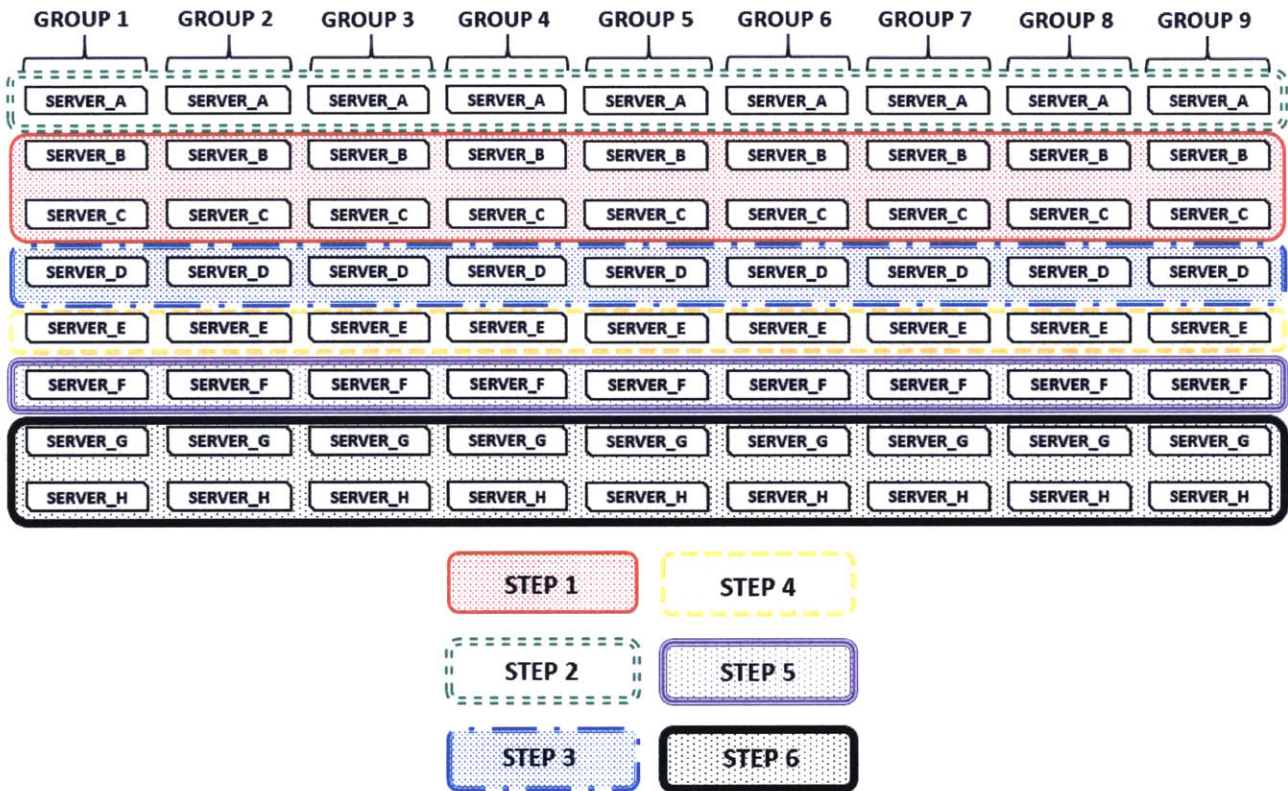 GROUP 1 GROUP 2 GROUP 3 GROUP 4 GROUP 5 GROUP 6 GROUP 7 GROUP 8 GROUP 9
SERVER_A SERVER_A SERVER_A SERVER_A SERVER_A SERVER_A SERVER_A SERVER_A SERVER_A
SERVER_B SERVER_B SERVER_B SERVER_B SERVER_B SERVER_B SERVER_B SERVER_B SERVER_B
SERVER_C SERVER_C SERVER_C SERVER_C SERVER_C SERVER_C SERVER_C SERVER_C SERVER_C
SERVER_D SERVER_D SERVER_D SERVER_D SERVER_D SERVER_D SERVER_D SERVER_D SERVER_D
SERVER_E SERVER_E SERVER_E SERVER_E SERVER_E SERVER_E SERVER_E SERVER_E SERVER_E
SERVER_F SERVER_F SERVER_F SERVER_F SERVER_F SERVER_F SERVER_F SERVER_F SERVER_F
SERVER_G SERVER_G SERVER_G SERVER_G SERVER_G SERVER_G SERVER_G SERVER_G SERVER_G
SERVER_H SERVER_H SERVER_H SERVER_H SERVER_H SERVER_H SERVER_H SERVER_H SERVER_H
STEP 1 STEP 4
STEP 2 STEP 5
STEP 3 STEP 6